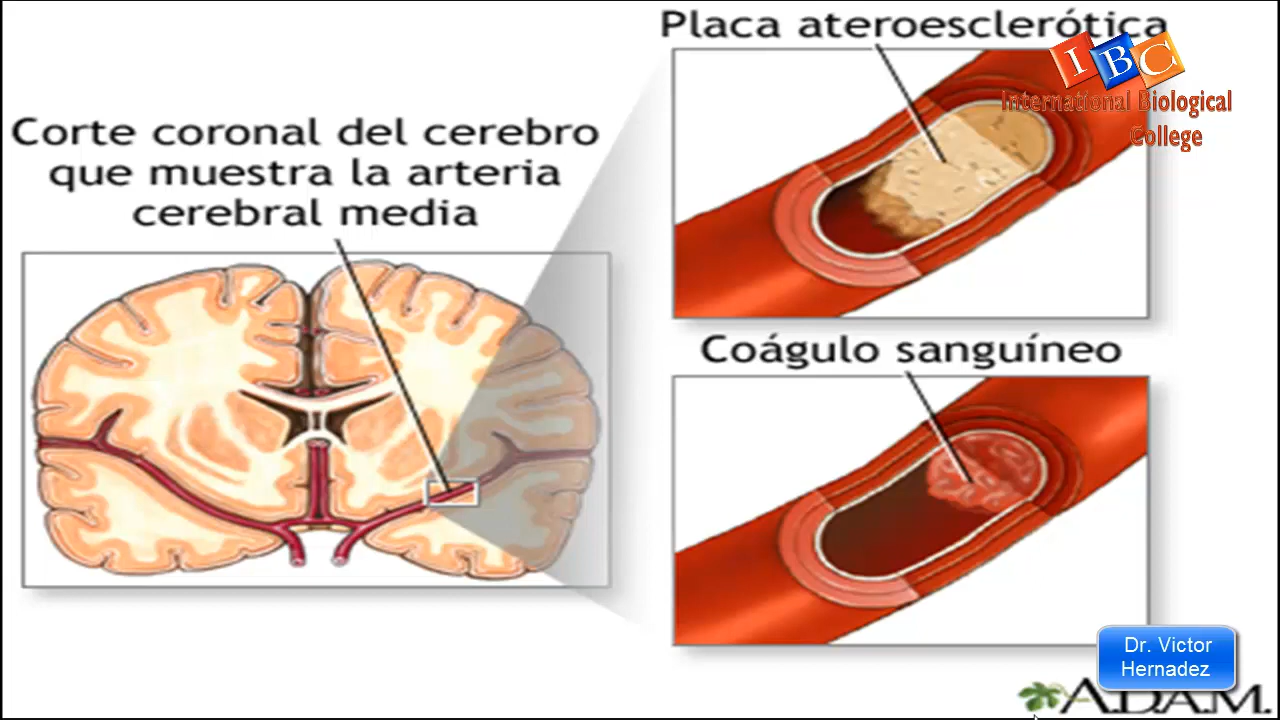 Placa ateroesclerótica
IBC
International Biological
College
Corte coronal del cerebro
que muestra la arteria
cerebral media
Coágulo sanguíneo
Dr. Victor
Hernadez
A.D.A.M.